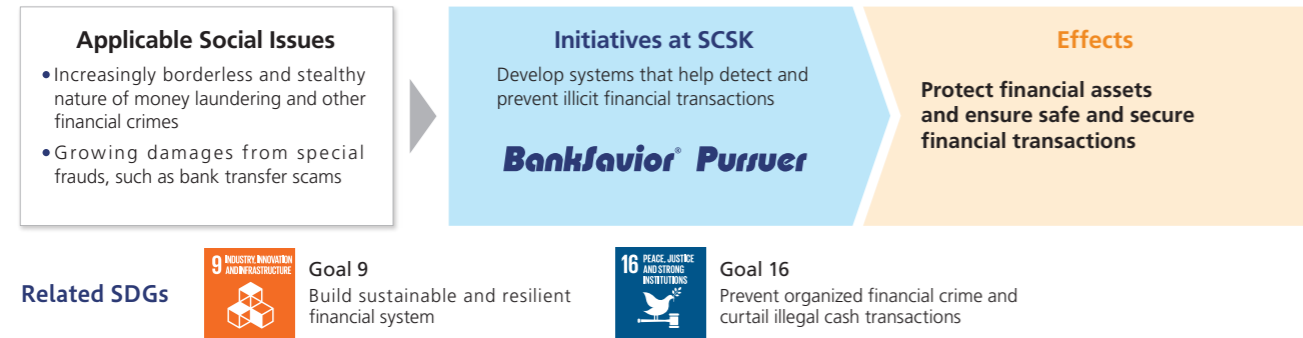 Applicable Social Issues
• Increasingly borderless and stealthy
nature of money laundering and other
financial crimes
• Growing damages from special
frauds, such as bank transfer scams
Initiatives at SCSK
Develop systems that help detect and
prevent illicit financial transactions
BankSavior® Pursuer
Effects
Protect financial assets
and ensure safe and secure
financial transactions
Related SDGs
9 INDUSTRY, INNOVATION
AND INFRASTRUCTURE
Goal 9
Build sustainable and resilient
financial system
16 PEACE, JUSTICE
AND STRONG
INSTITUTIONS
Goal 16
Prevent organized financial crime and
curtail illegal cash transactions